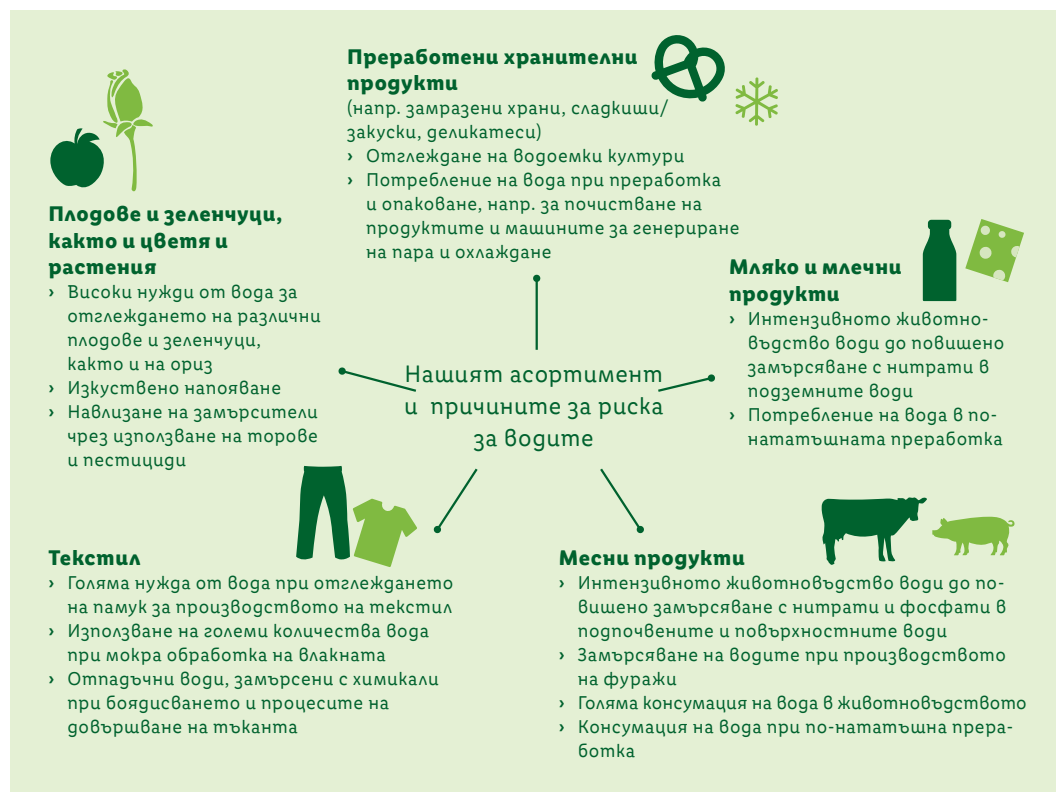 Преработени хранителни
продукти
(напр. замразени храни, сладкиши/
закуски, деликатеси)
› Отглеждане на водоемки култури
› Потребление на вода при преработка
и опаковане, напр. за почистване на
продуктите и машините за генериране
на пара и охлаждане
Плодове и зеленчуци,
както и цветя и
растения
› Високи нужди от вода за
отглеждането на различни
плодове и зеленчуци,
както и на ориз
› Изкуствено напояване
› Навлизане на замърсители
чрез използване на торове
и пестициди
Мляко и млечни
продукти
› Интензивното животно-
въдство води до повишено
замърсяване с нитрати в
подземните води
› Потребление на вода в по-
нататъшната преработка
Нашият асортимент
и причините за риска
за водите
Текстил
› Голяма нужда от вода при отглеждането
на памук за производството на текстил
› Използване на големи количества вода
при мокра обработка на влакната
› Отпадъчни води, замърсени с химикали
при боядисването и процесите на
довършване на тъканта
Месни продукти
› Интензивното животновъдство води до по-
вишено замърсяване с нитрати и фосфати в
подпочвените и повърхностните води
› Замърсяване на водите при производството
на фуражи
› Голяма консумация на вода в животновъдството
› Консумация на вода при по-нататъшна прера-
ботка